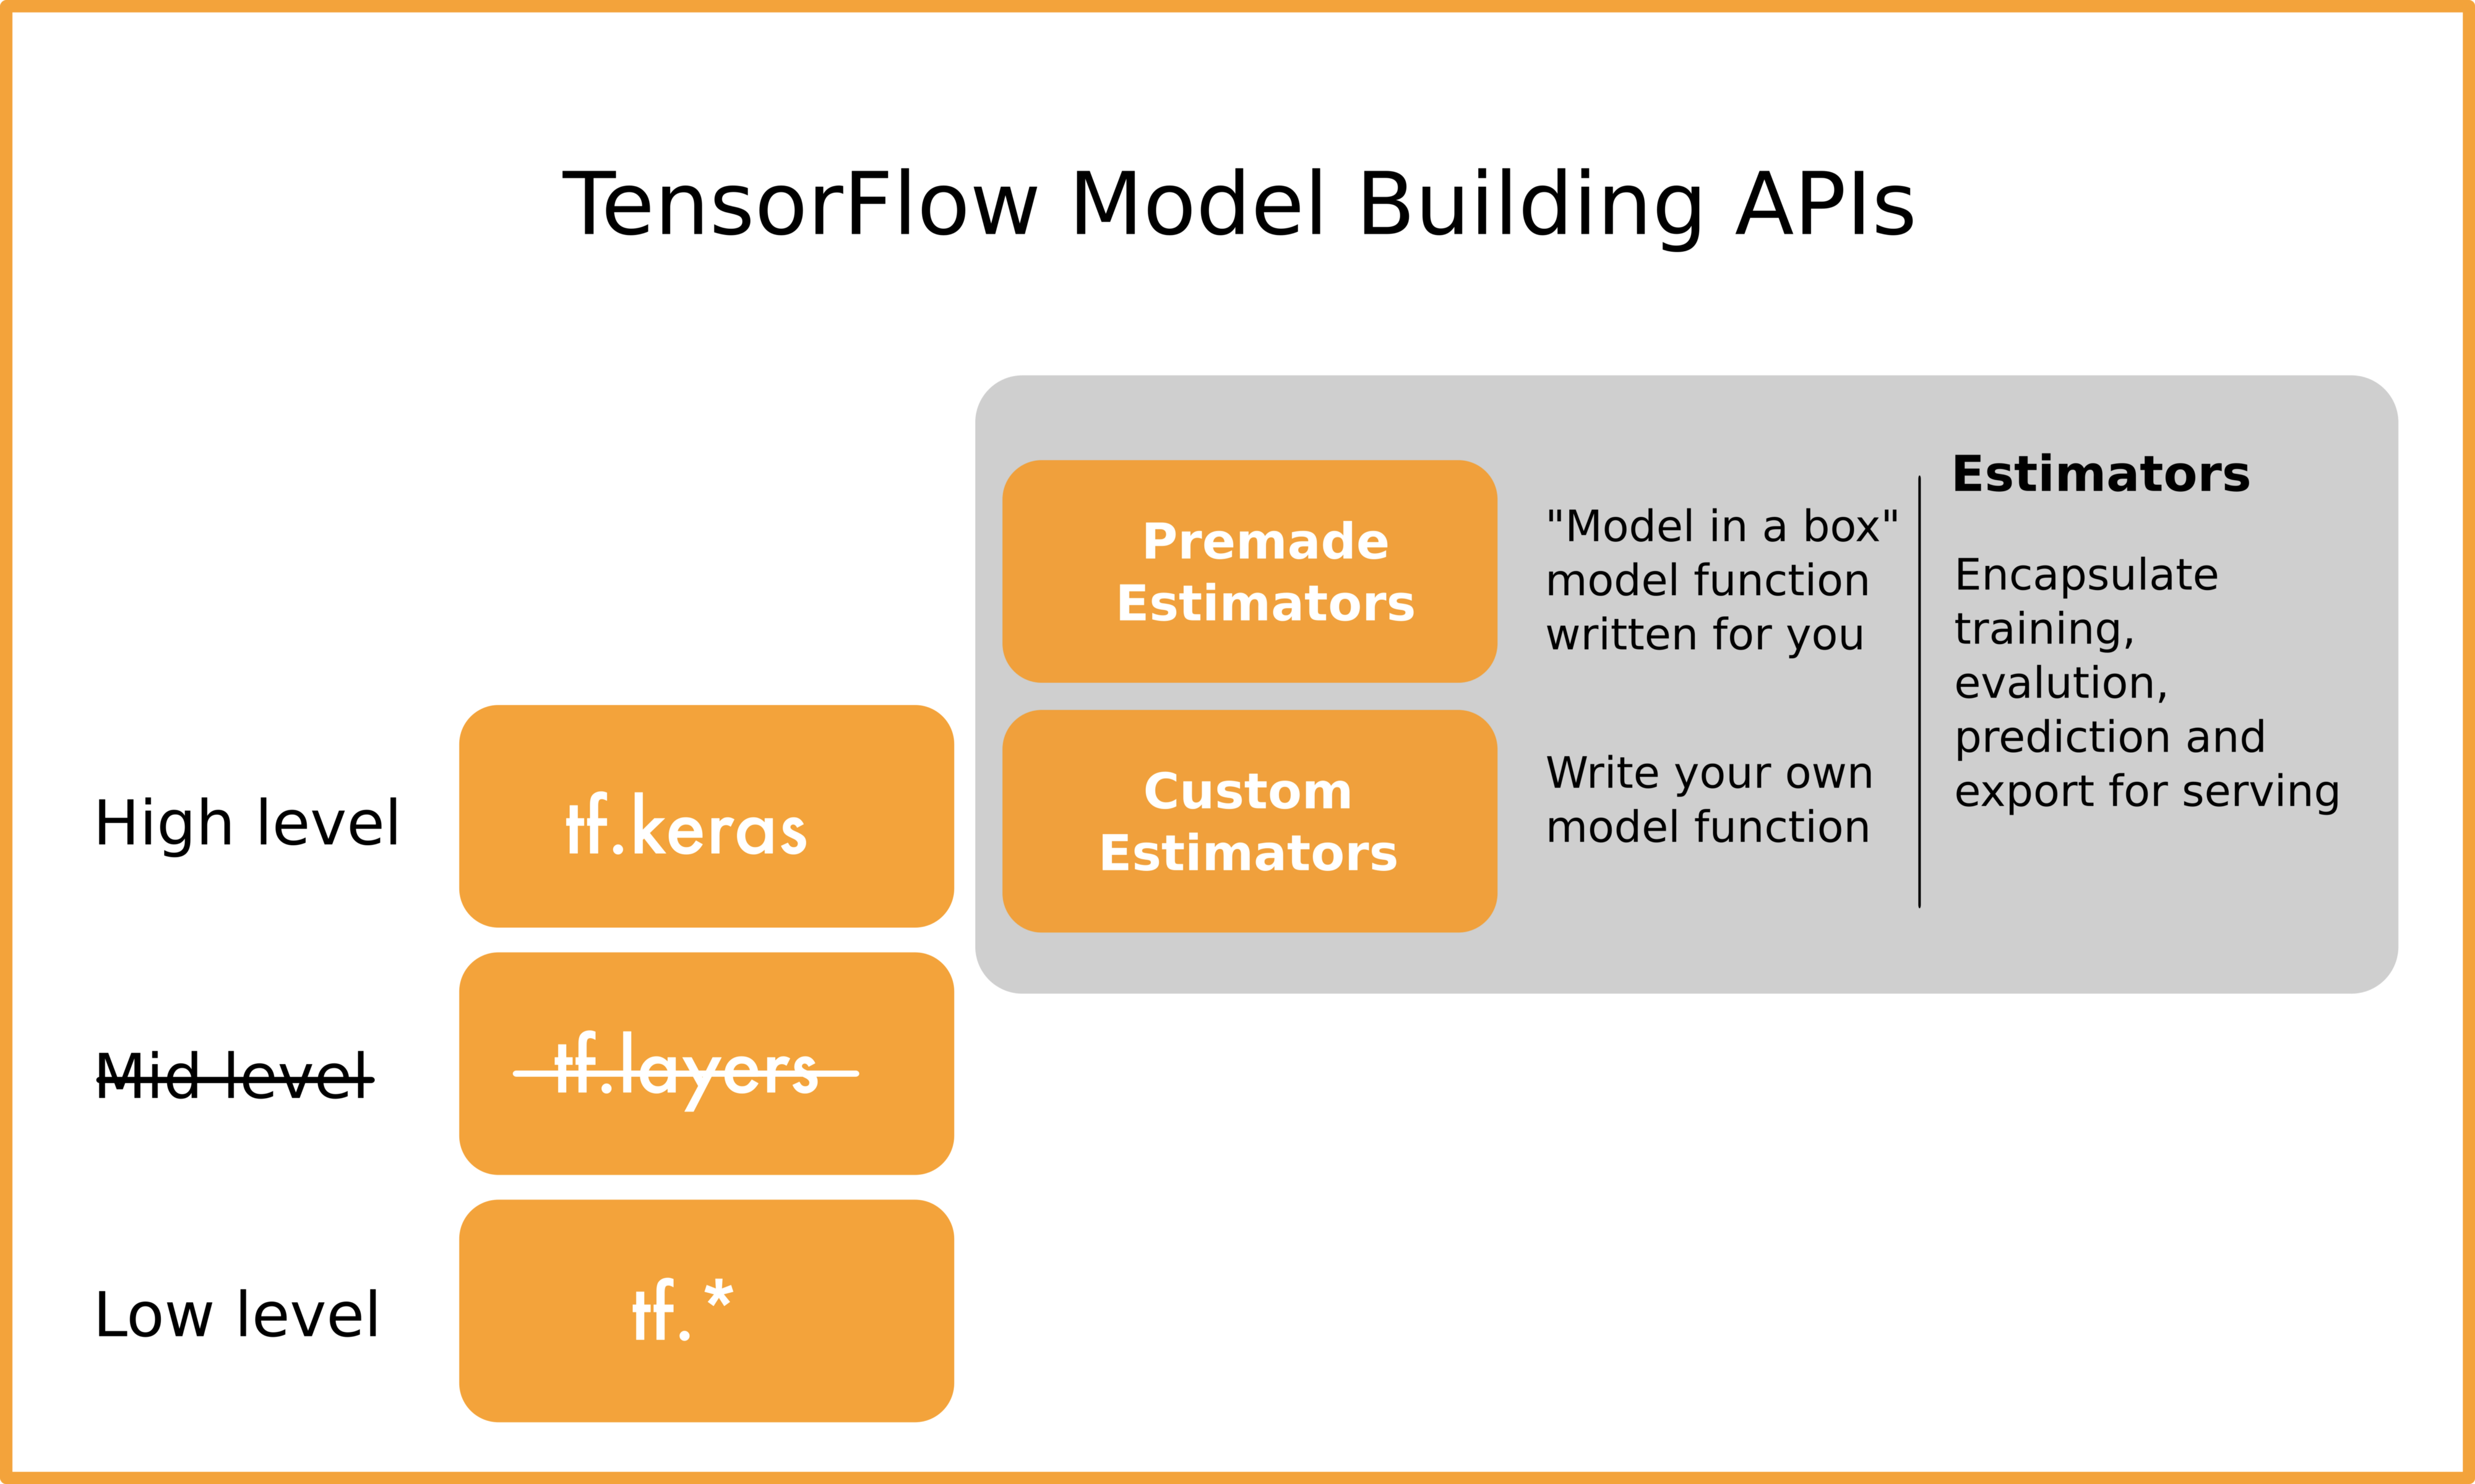 TensorFlow Model Building APIs
Premade
Estimators
"Model in a box"
model function
written for you
Custom
Estimators
Write your own
model function
Estimators
Encapsulate
training,
evalution,
prediction and
export for serving
High level
tf.keras
Mid level
tf.layers
Low level
tf.*